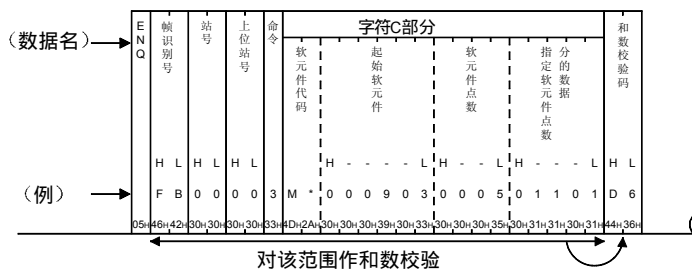 字符C部分
（数据名）
ENQ 帧识别号 站号 上位站号 命令 软元件代码 起始软元件 软元件点数 指定软元件点数分的数据 和数校验码
H L H L H L H - - - L H - - L H - - - L H L
（例） F B 0 0 0 0 3 M * 0 0 0 9 0 3 0 0 0 5 0 1 1 0 1 D 6
05H 46H 42H 30H 30H 30H 30H 33H 4DH 2AH 30H 30H 30H 39H 30H 33H 30H 30H 30H 35H 30H 31H 31H 30H 31H 44H 36H
对该范围作和数校验